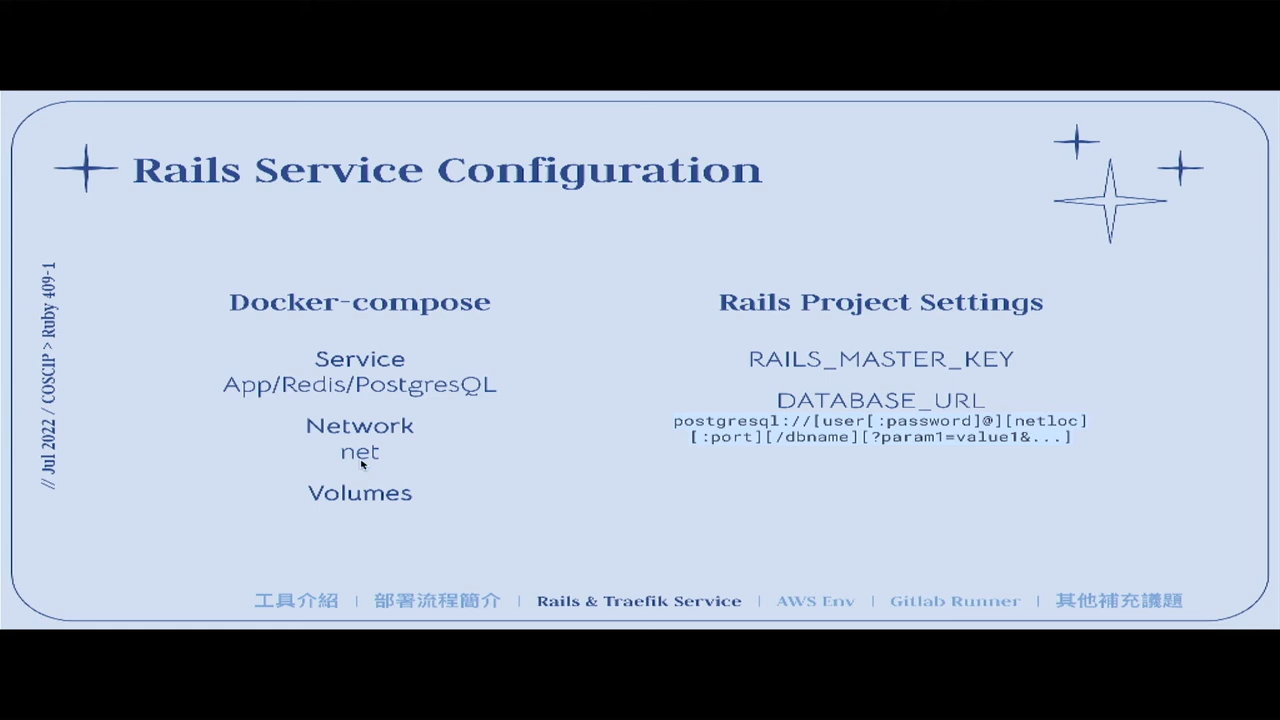 Rails Service Configuration
// Jul 2022 / COSCIP > Ruby 409-1
Docker-compose
Service
App/Redis/PostgresQL
Network
net
Volumes
Rails Project Settings
RAILS_MASTER_KEY
DATABASE_URL
postgresql://[user[:password]@][netloc]
[:port][/dbname][?param1=value1&...]
工具介紹 | 部署流程簡介 | Rails & Traefik Service | AWS Env | Gitlab Runner | 其他補充議題